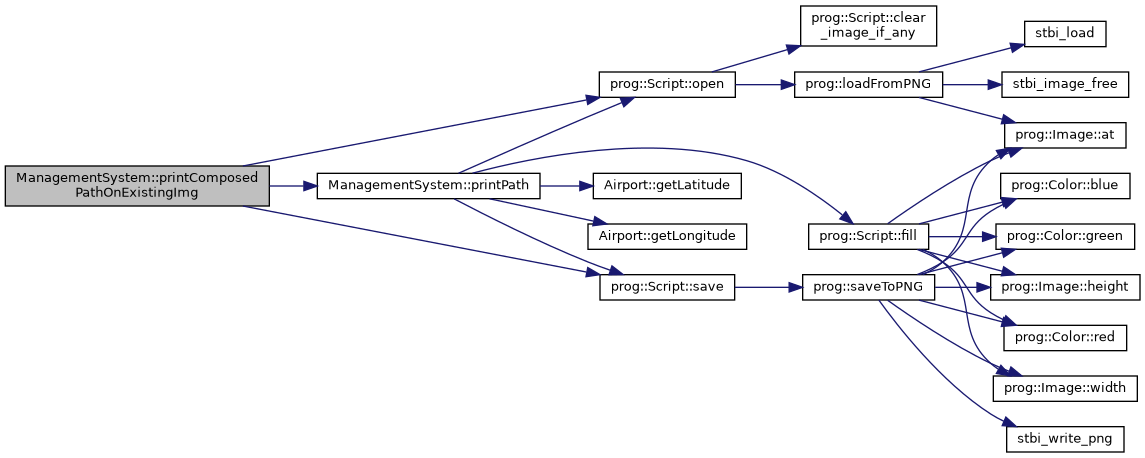 ManagementSystem::printComposed
PathOnExistingImg
ManagementSystem::printPath
prog::Script::open
Airport::getLatitude
Airport::getLongitude
prog::Script::save
prog::Script::clear
_image_if_any
prog::loadFromPNG
prog::Script::fill
prog::saveToPNG
stbi_load
stbi_image_free
prog::Image::at
prog::Color::blue
prog::Color::green
prog::Image::height
prog::Color::red
prog::Image::width
stbi_write_png